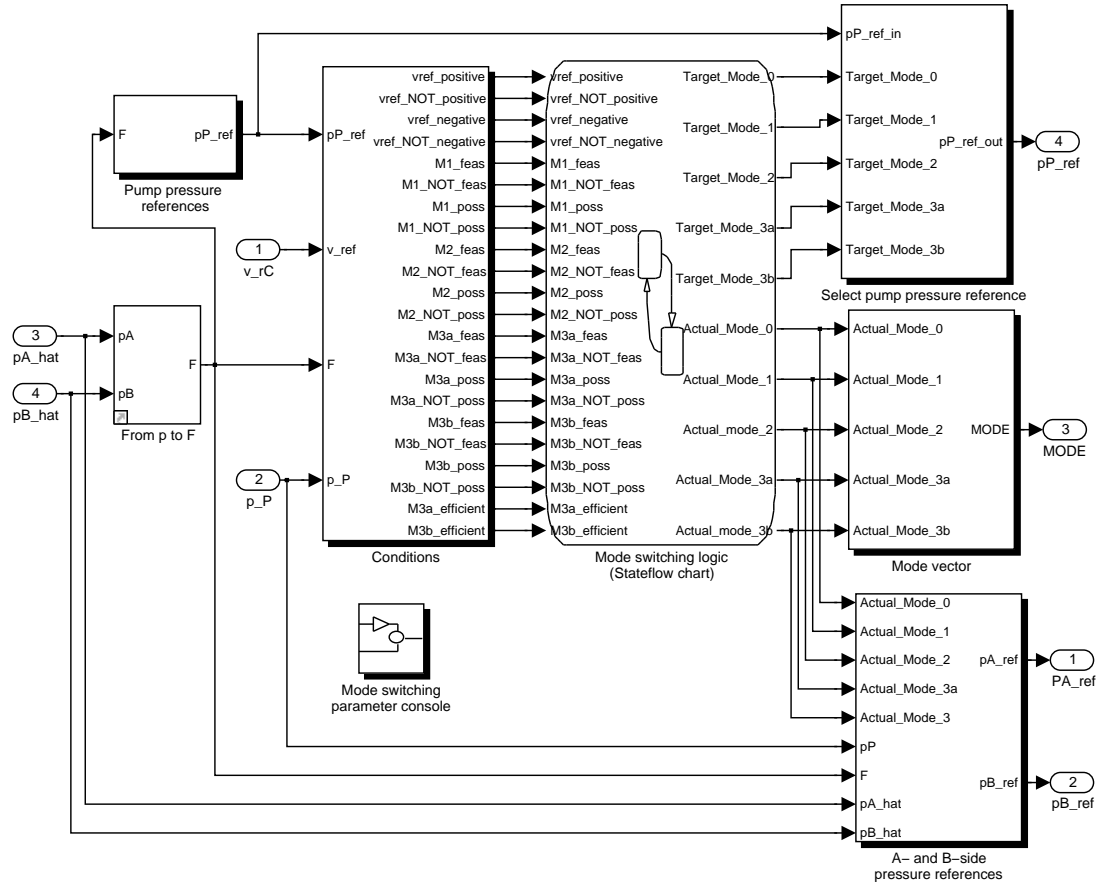 F
pP_ref
Pump pressure
references
1
v_rC
3
pA_hat
4
pB_hat
pA
pB
F
From p to F
2
p_P
pP_ref
v_ref
F
p_P
vref_positive
vref_NOT_positive
vref_negative
vref_NOT_negative
M1_feas
M1_NOT_feas
M1_poss
M1_NOT_poss
M2_feas
M2_NOT_feas
M2_poss
M2_NOT_poss
M3a_feas
M3a_NOT_feas
M3a_poss
M3a_NOT_poss
M3b_feas
M3b_NOT_feas
M3b_poss
M3b_NOT_poss
M3a_efficient
M3b_efficient
Conditions
vref_positive
vref_NOT_positive
vref_negative
vref_NOT_negative
M1_feas
M1_NOT_feas
M1_poss
M1_NOT_poss
M2_feas
M2_NOT_feas
M2_poss
M2_NOT_poss
M3a_feas
M3a_NOT_feas
M3a_poss
M3a_NOT_poss
M3b_feas
M3b_NOT_feas
M3b_poss
M3b_NOT_poss
M3a_efficient
M3b_efficient
Target_Mode_0
Target_Mode_1
Target_Mode_2
Target_Mode_3a
Target_Mode_3b
Actual_Mode_0
Actual_Mode_1
Actual_mode_2
Actual_Mode_3a
Actual_mode_3b
Mode switching logic
(Stateflow chart)
pP_ref_in
Target_Mode_0
Target_Mode_1
Target_Mode_2
Target_Mode_3a
Target_Mode_3b
pP_ref_out
Select pump pressure reference
4
pP_ref
Actual_Mode_0
Actual_Mode_1
Actual_Mode_2
Actual_Mode_3a
Actual_Mode_3b
MODE
Mode vector
3
MODE
Mode switching
parameter console
Actual_Mode_0
Actual_Mode_1
Actual_Mode_2
Actual_Mode_3a
Actual_Mode_3
pP
F
pA_hat
pB_hat
pA_ref
pB_ref
A− and B−side
pressure references
1
PA_ref
2
pB_ref